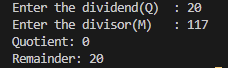 Enter the dividend(Q)  : 20
Enter the divisor(M)   : 117
Quotient: 0
Remainder: 20